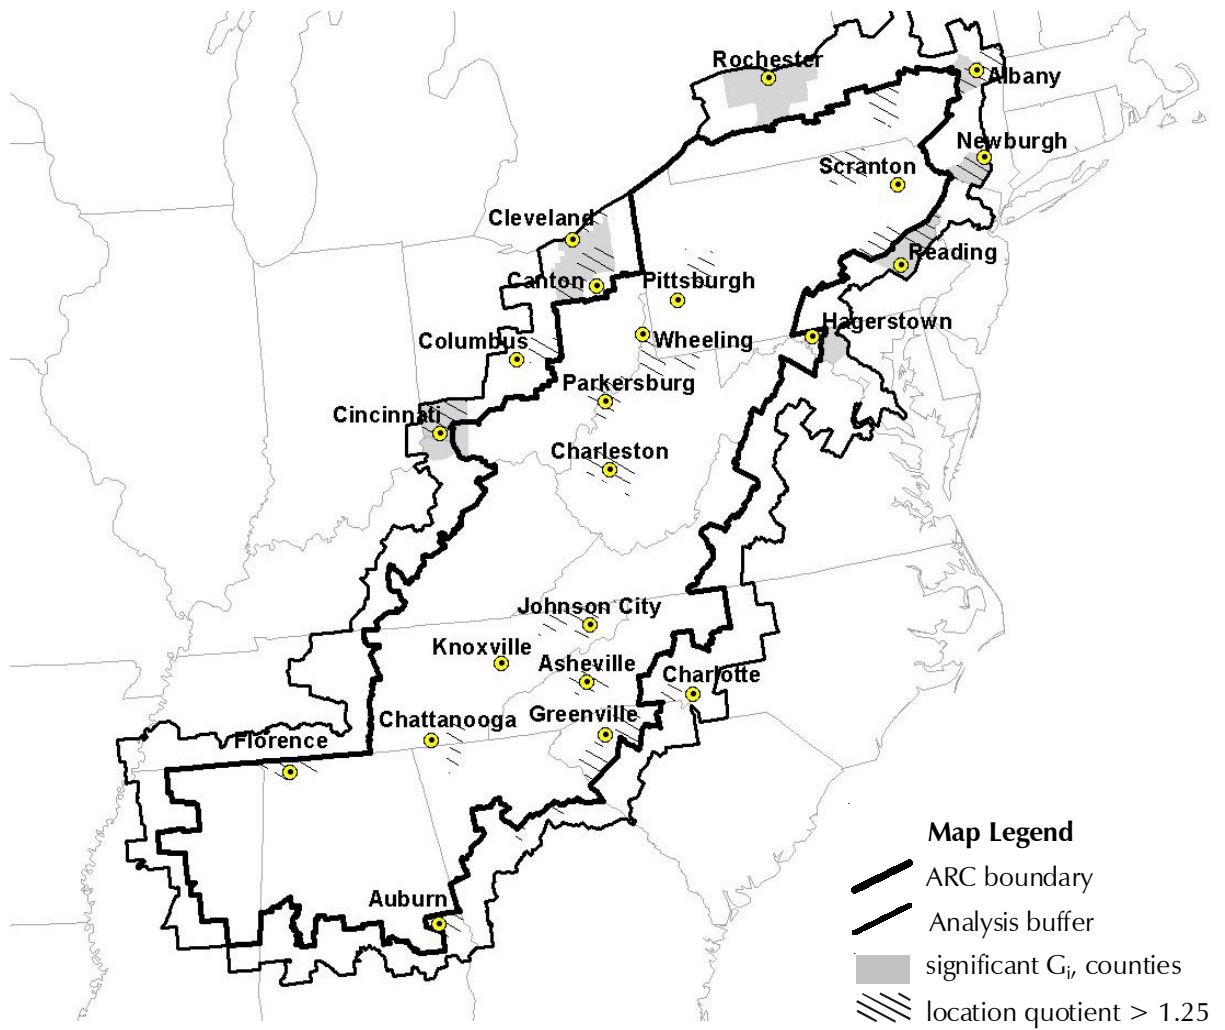 Rochester
Albany
Newburgh
Scranton
Cleveland
Reading
Canton
Pittsburgh
Hagerstown
Columbus
Wheeling
Parkersburg
Cincinnati
Charleston
Johnson City
Knoxville
Asheville
Charlotte
Chattanooga
Greenville
Florence
Auburn
Map Legend
ARC boundary
Analysis buffer
significant Gi, counties
location quotient > 1.25